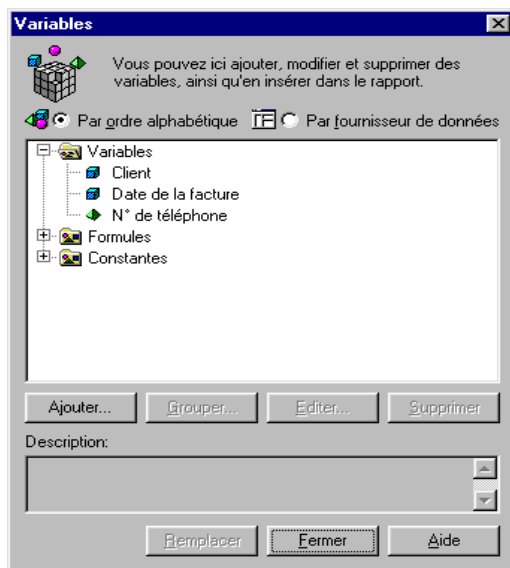 Variables
Vous pouvez ici ajouter, modifier et supprimer des
variables, ainsi qu'en insérer dans le rapport.
Par ordre alphabétique Par fournisseur de données
Variables
Client
Date de la facture
N° de téléphone
Formules
Constantes
Ajouter... Grouper... Editer... Supprimer
Description:
Remplacer Fermer Aide